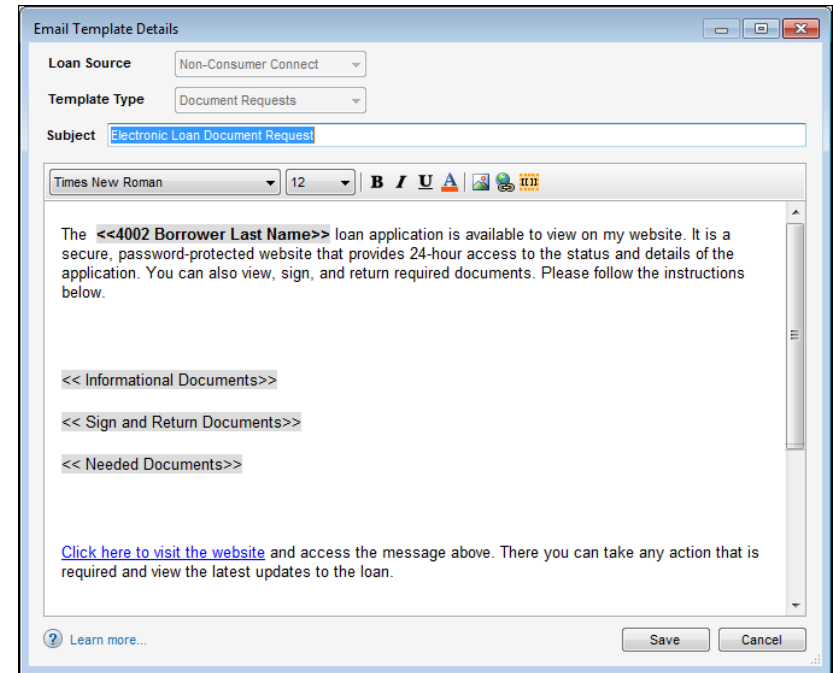 Email Template Details
Loan Source Non-Consumer Connect
Template Type Document Requests
Subject Electronic Loan Document Request
Times New Roman 12 B I U A
The <<4002 Borrower Last Name>> loan application is available to view on my website. It is a
secure, password-protected website that provides 24-hour access to the status and details of the
application. You can also view, sign, and return required documents. Please follow the instructions
below.
<< Informational Documents>>
<< Sign and Return Documents>>
<< Needed Documents>>
Click here to visit the website and access the message above. There you can take any action that is
required and view the latest updates to the loan.
? Learn more... Save Cancel